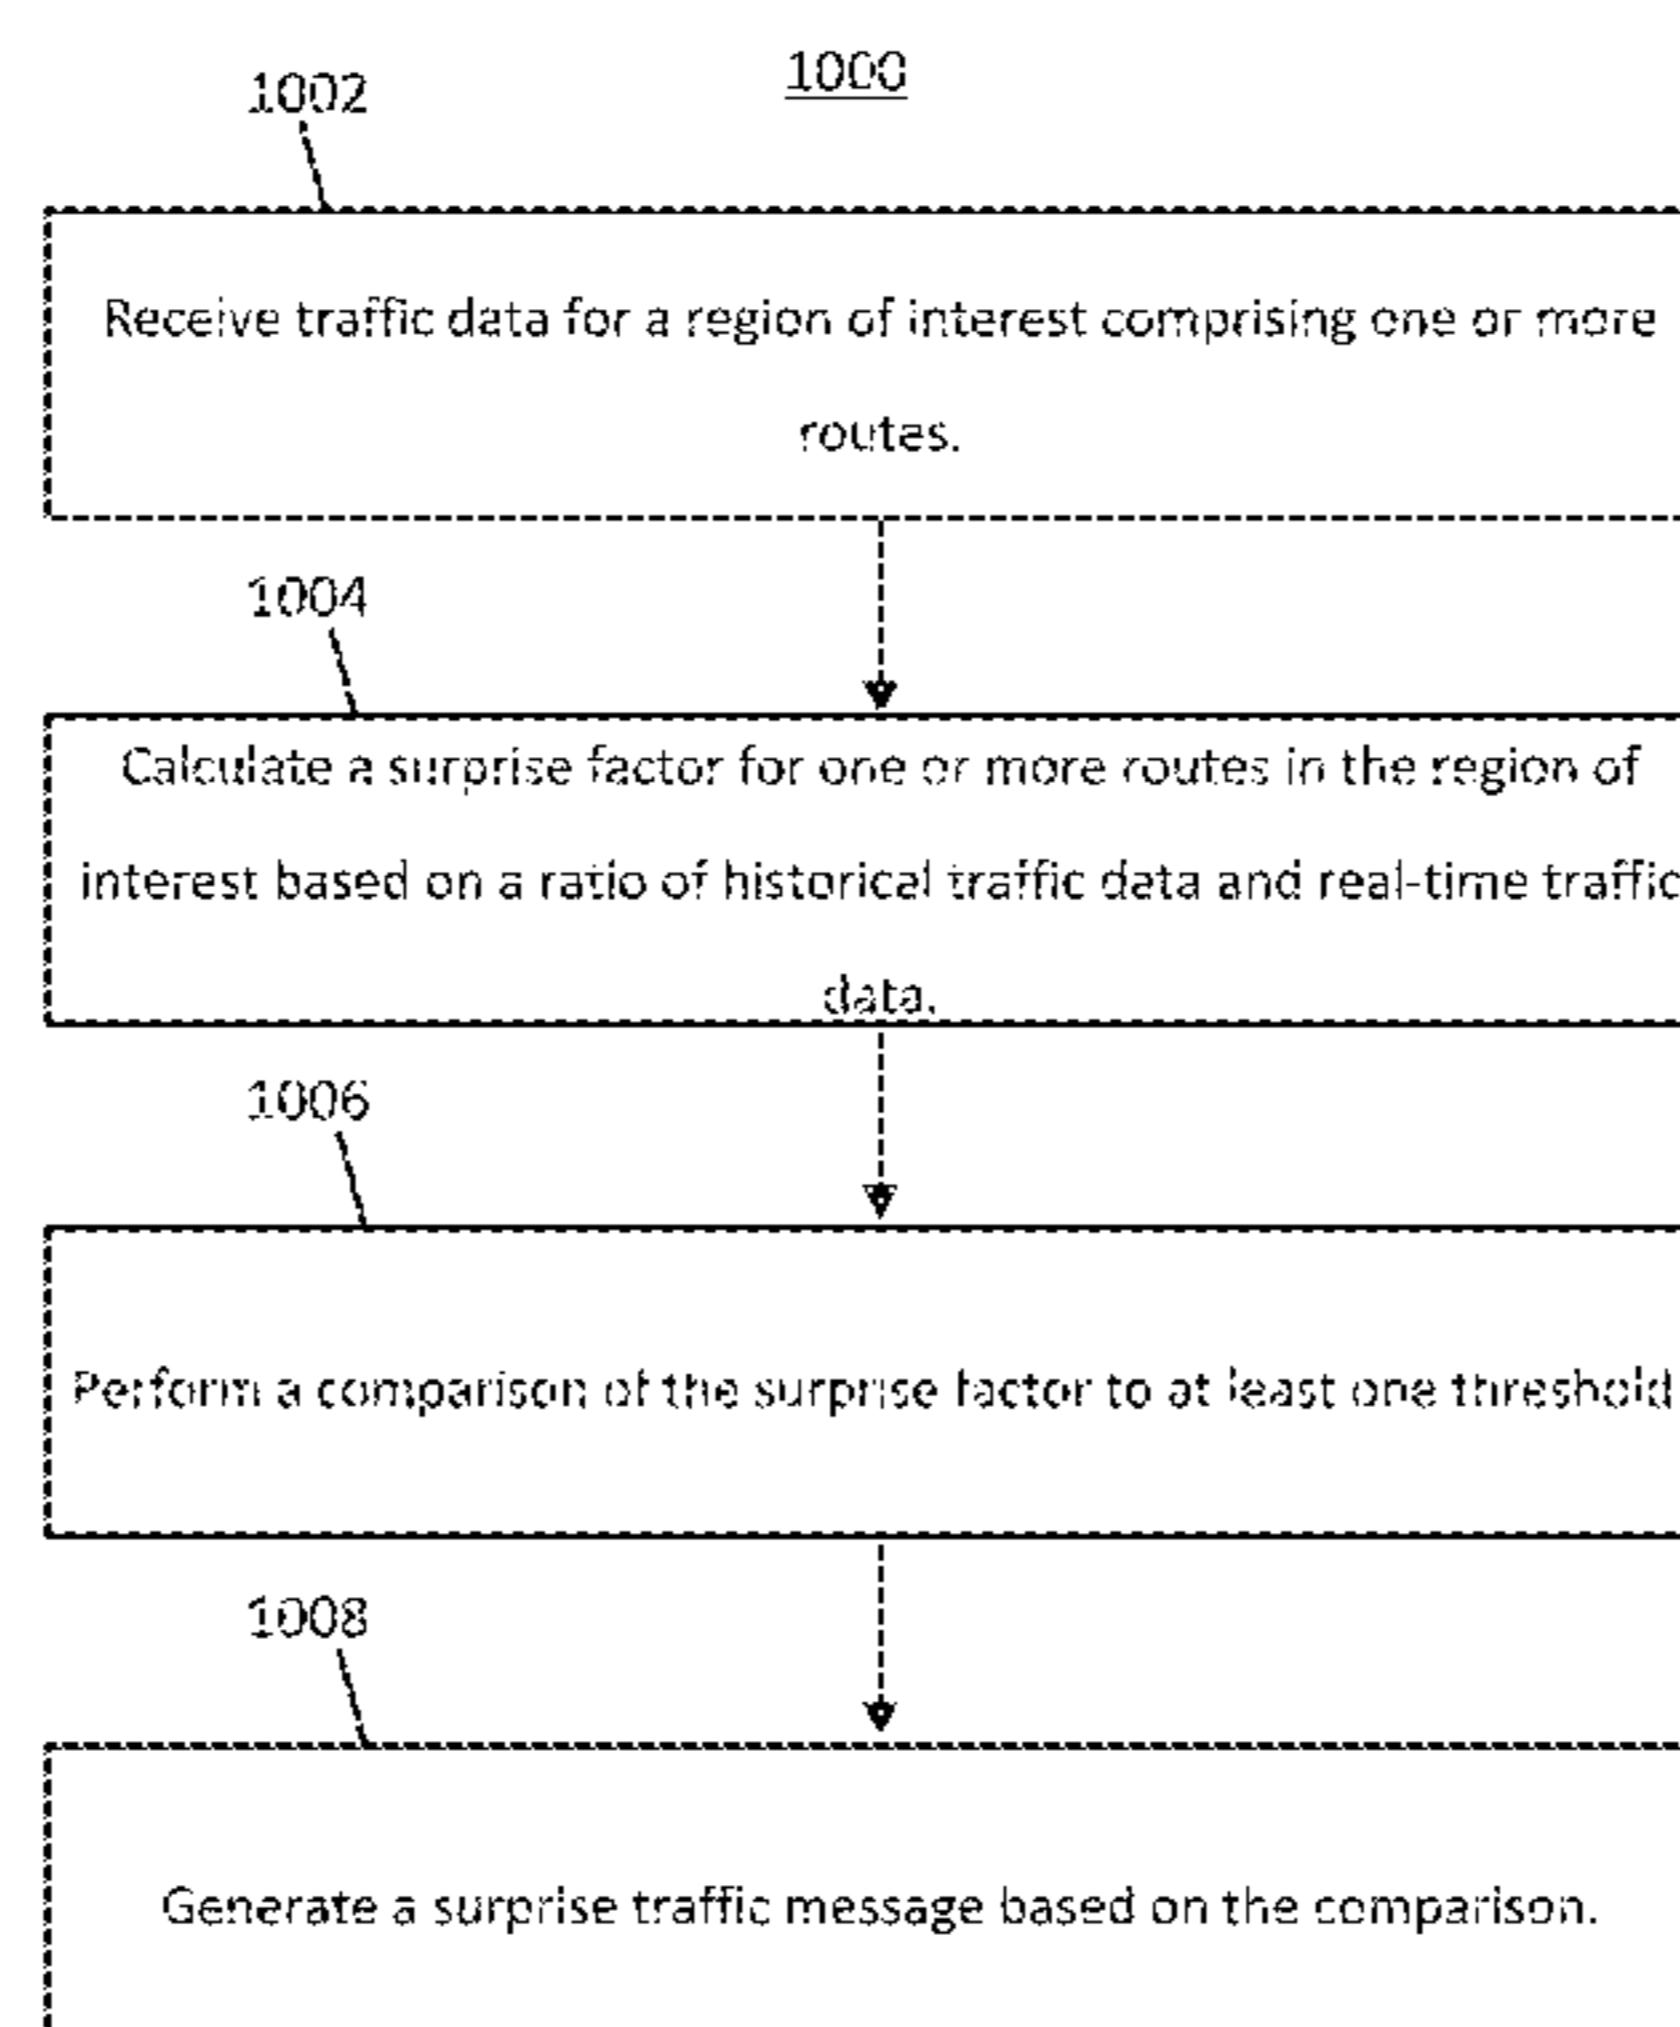 1000
1002
Receive traffic data for a region of interest comprising one or more
routes.
1004
Calculate a surprise factor for one or more routes in the region of
interest based on a ratio of historical traffic data and real-time traffic
data.
1006
Perform a comparison of the surprise factor to at least one threshold
1008
Generate a surprise traffic message based on the comparison.